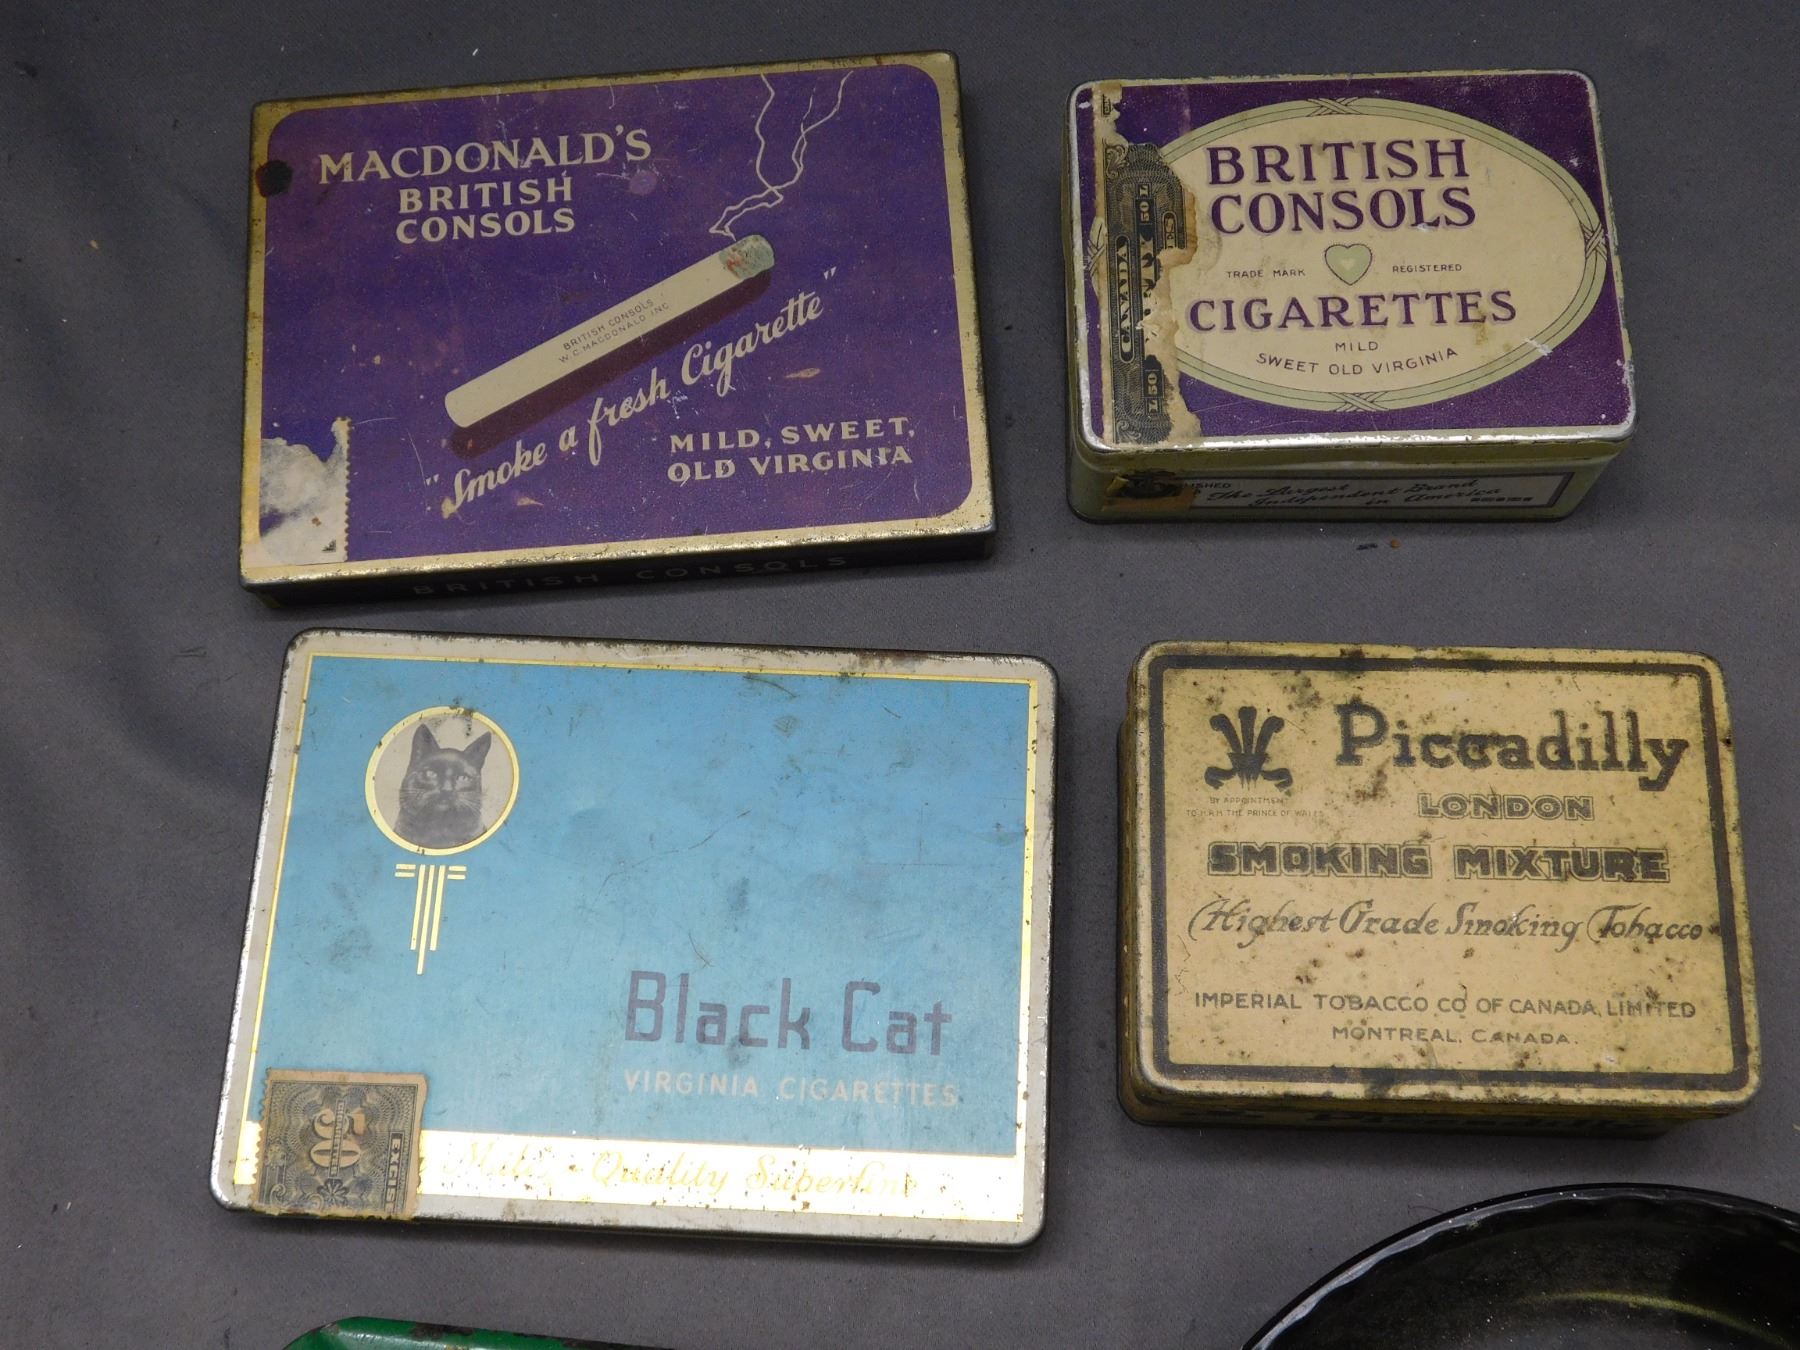 MACDONALD'S
BRITISH
CONSOLS
BRITISH CONSOLS
W.C. MACDONALD INC
"Smoke a fresh Cigarette"
MILD, SWEET,
OLD VIRGINIA
BRITISH CONSOLS
BRITISH
CONSOLS
TRADE MARK REGISTERED
CIGARETTES
MILD
SWEET OLD VIRGINIA
CANADA
50
50
The Largest
Independent Brand
in America
Black Cat
VIRGINIA CIGARETTES
Mild, - Quality Superfine
50
EXCIS
Piccadilly
LONDON
BY APPOINTMENT
TO H.R.H THE PRINCE OF WALES
SMOKING MIXTURE
Highest Grade Smoking Tobacco
IMPERIAL TOBACCO CO OF CANADA, LIMITED
MONTREAL, CANADA.